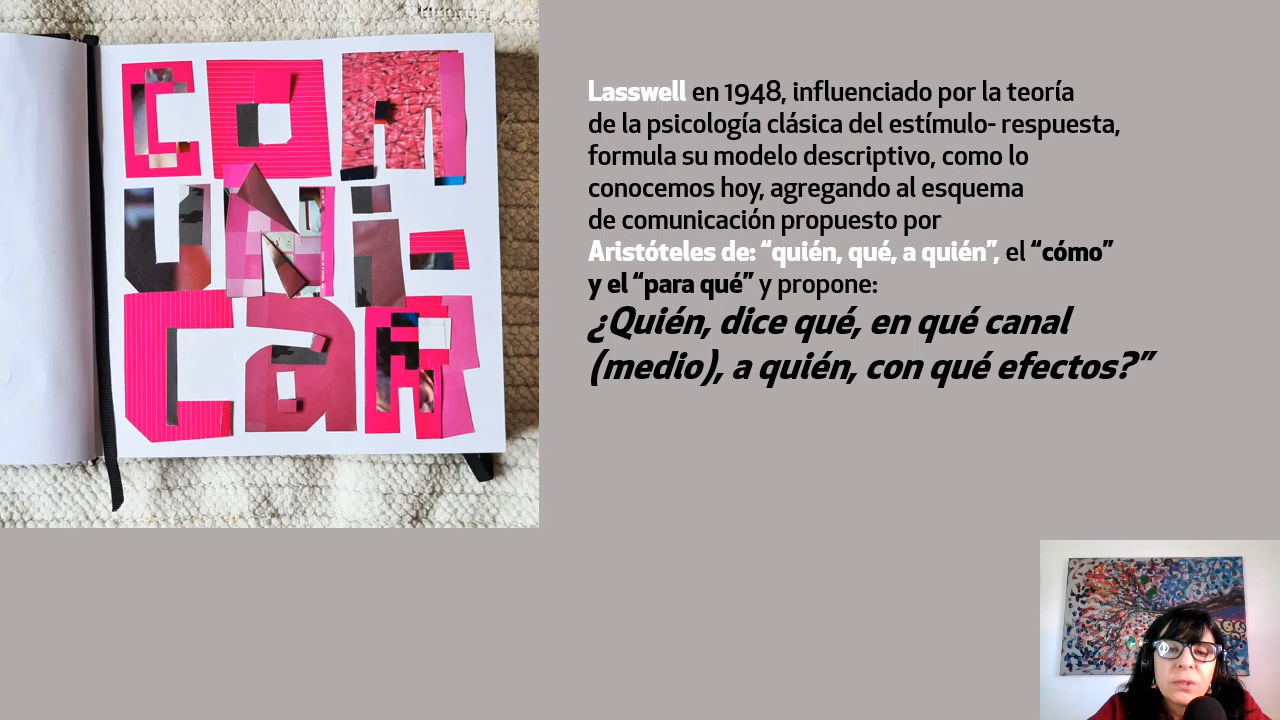 COM
UNI-
CaR
Lasswell en 1948, influenciado por la teoría
de la psicología clásica del estímulo- respuesta,
formula su modelo descriptivo, como lo
conocemos hoy, agregando al esquema
de comunicación propuesto por
Aristóteles de: “quién, qué, a quién”, el “cómo”
y el “para qué” y propone:
¿Quién, dice qué, en qué canal
(medio), a quién, con qué efectos?”